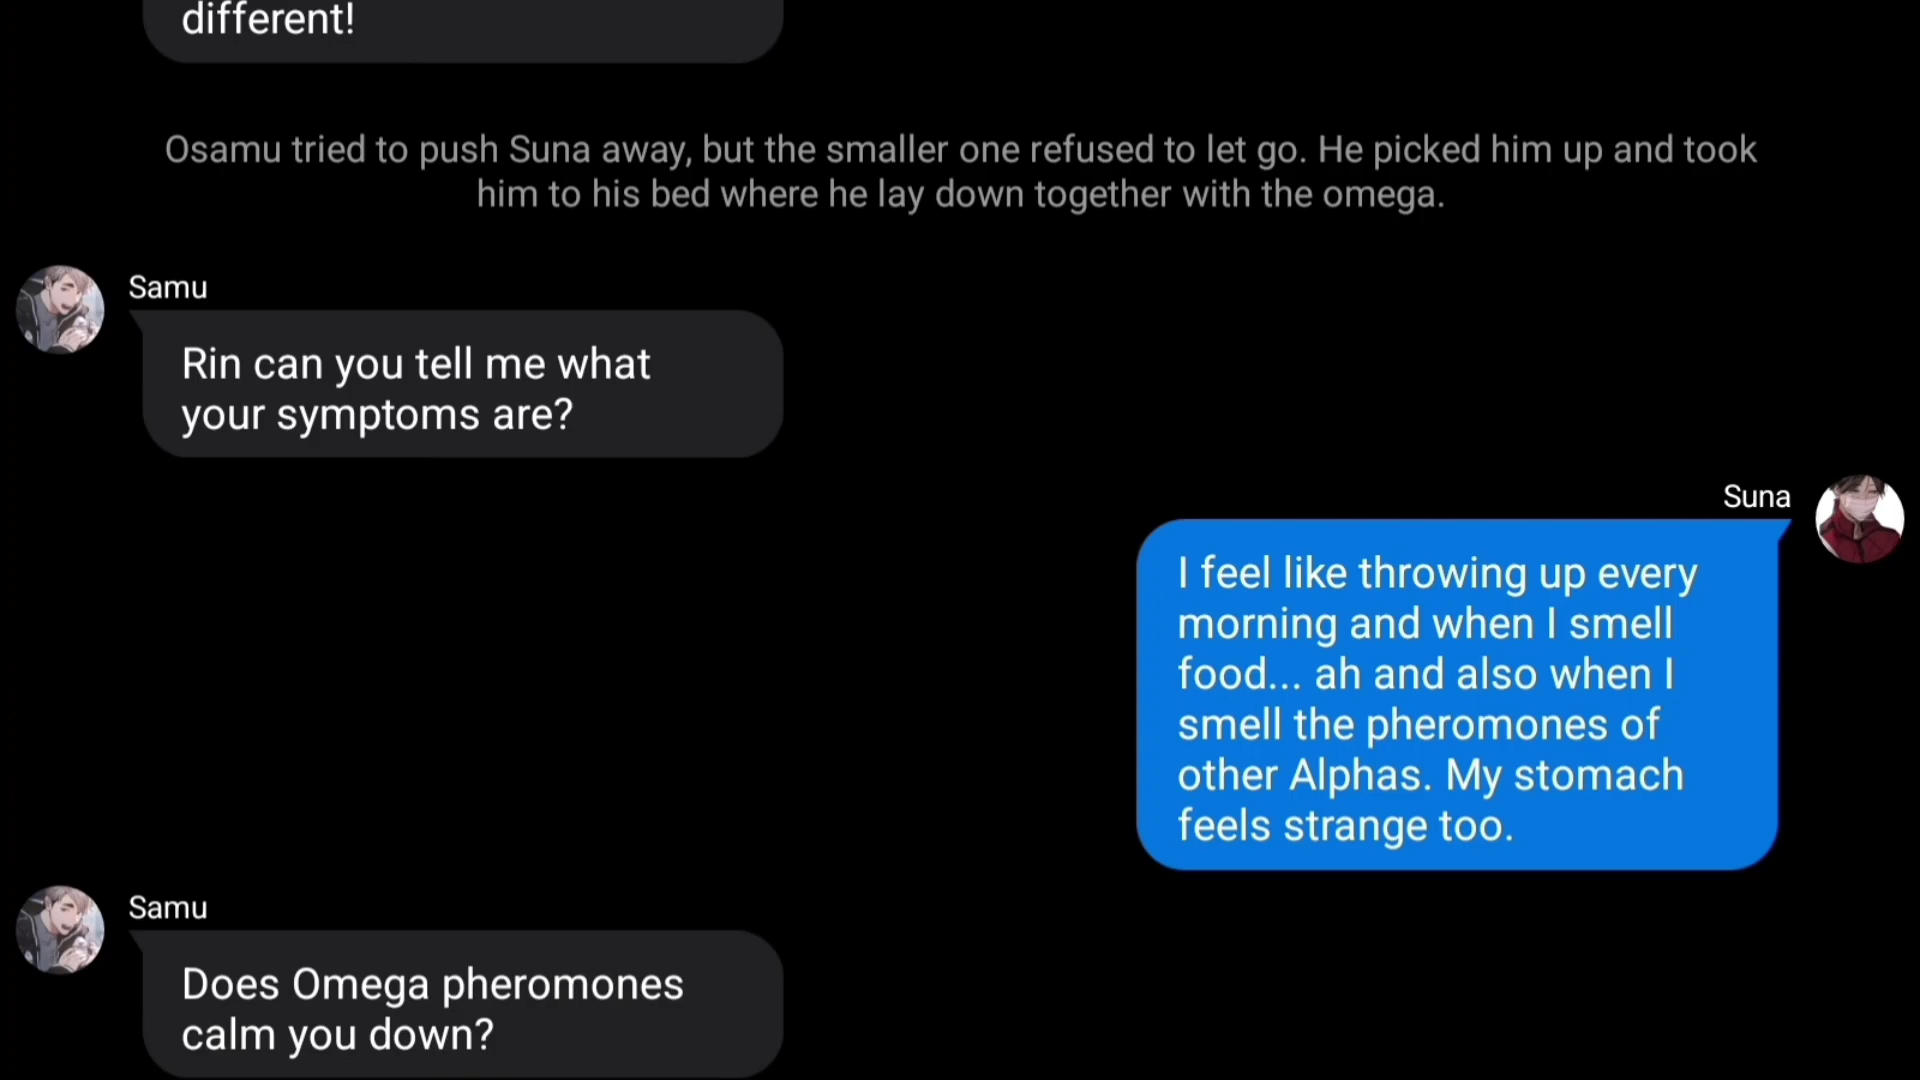 different!
Osamu tried to push Suna away, but the smaller one refused to let go. He picked him up and took
him to his bed where he lay down together with the omega.
Samu
Rin can you tell me what
your symptoms are?
Suna
I feel like throwing up every
morning and when I smell
food... ah and also when I
smell the pheromones of
other Alphas. My stomach
feels strange too.
Samu
Does Omega pheromones
calm you down?